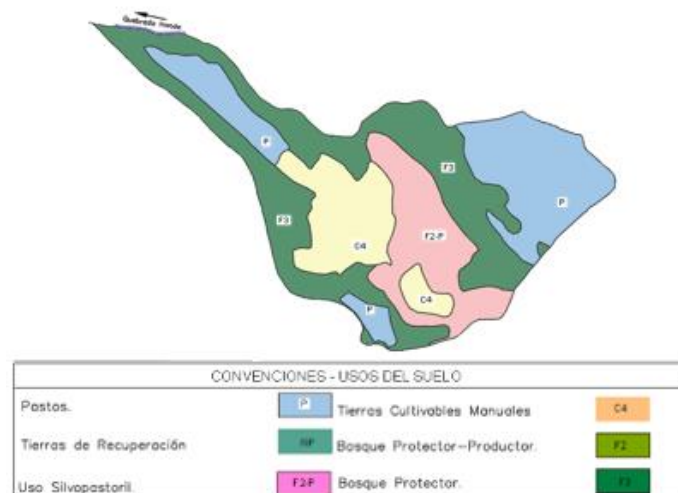 Quebrada Honda
P
F3
P
F3
F2-P
C4
C4
P
CONVENCIONES - USOS DEL SUELO
Pastos. P Tierras Cultivables Manuales C4
Tierras de Recuperación Bosque Protector-Productor. F2
Uso Silvopastoril. F2-P Bosque Protector. F3